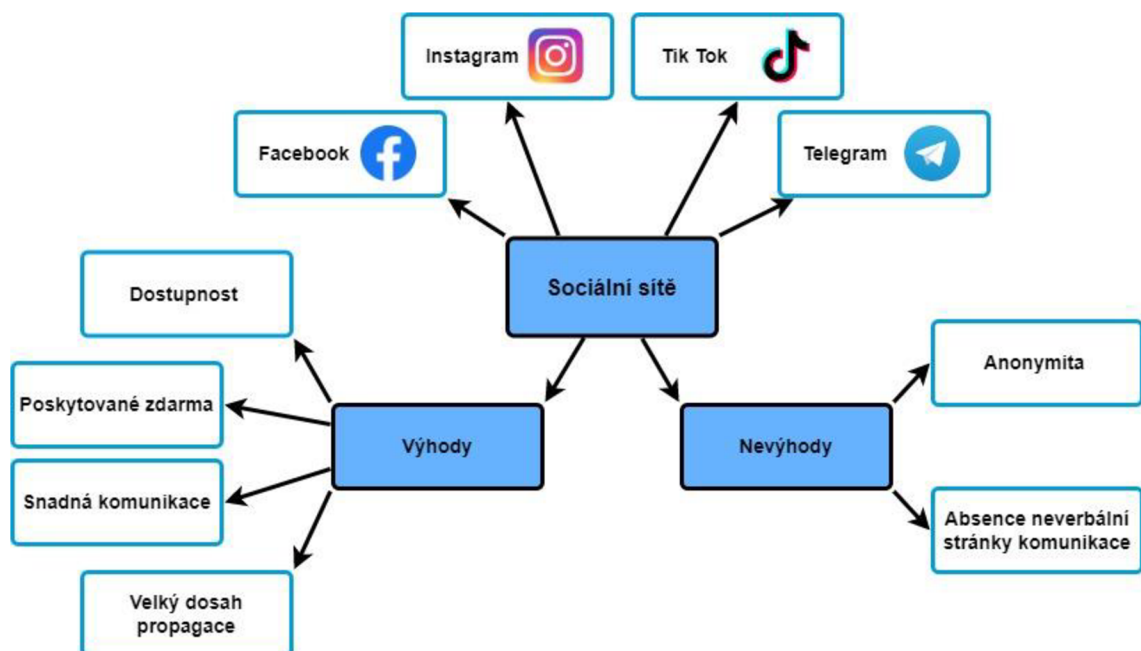 Instagram
Tik Tok
Facebook
Telegram
Sociální sítě
Dostupnost
Anonymita
Poskytované zdarma
Výhody
Nevýhody
Snadná komunikace
Absence neverbální
stránky komunikace
Velký dosah
propagace